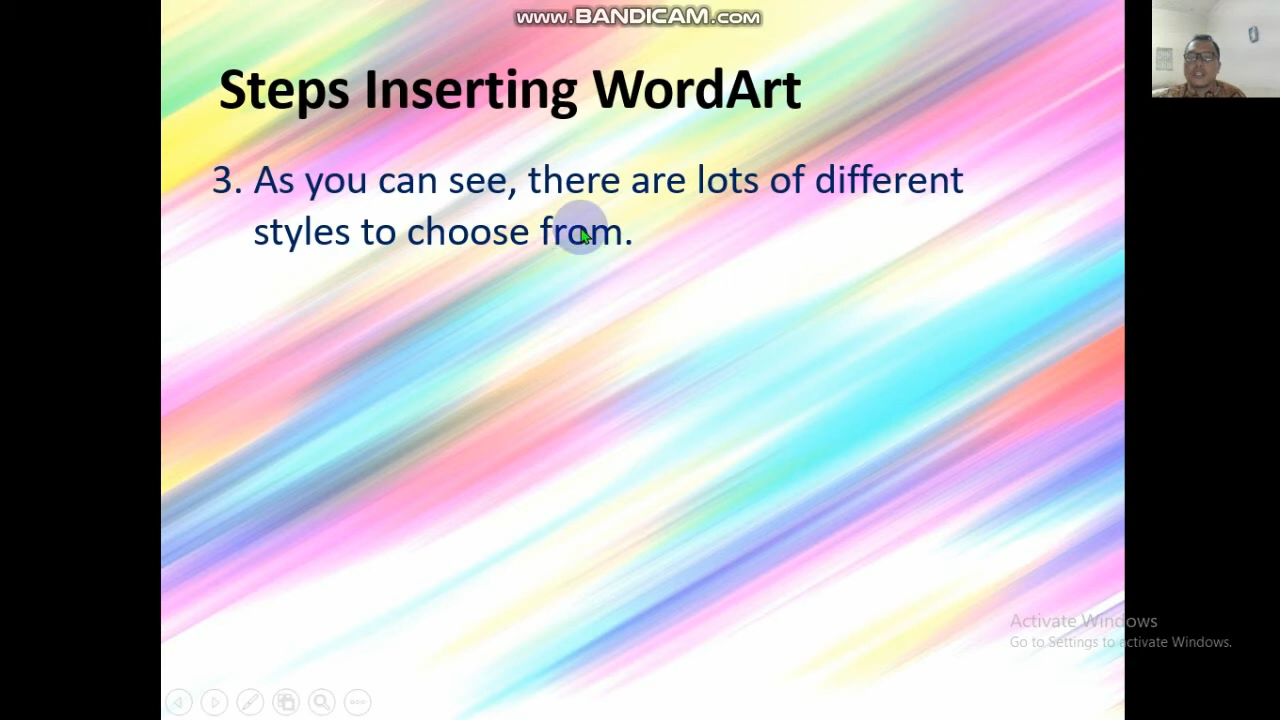 www.BANDICAM.com
Steps Inserting WordArt
3. As you can see, there are lots of different
styles to choose from.
Activate Windows
Go to Settings to activate Windows.